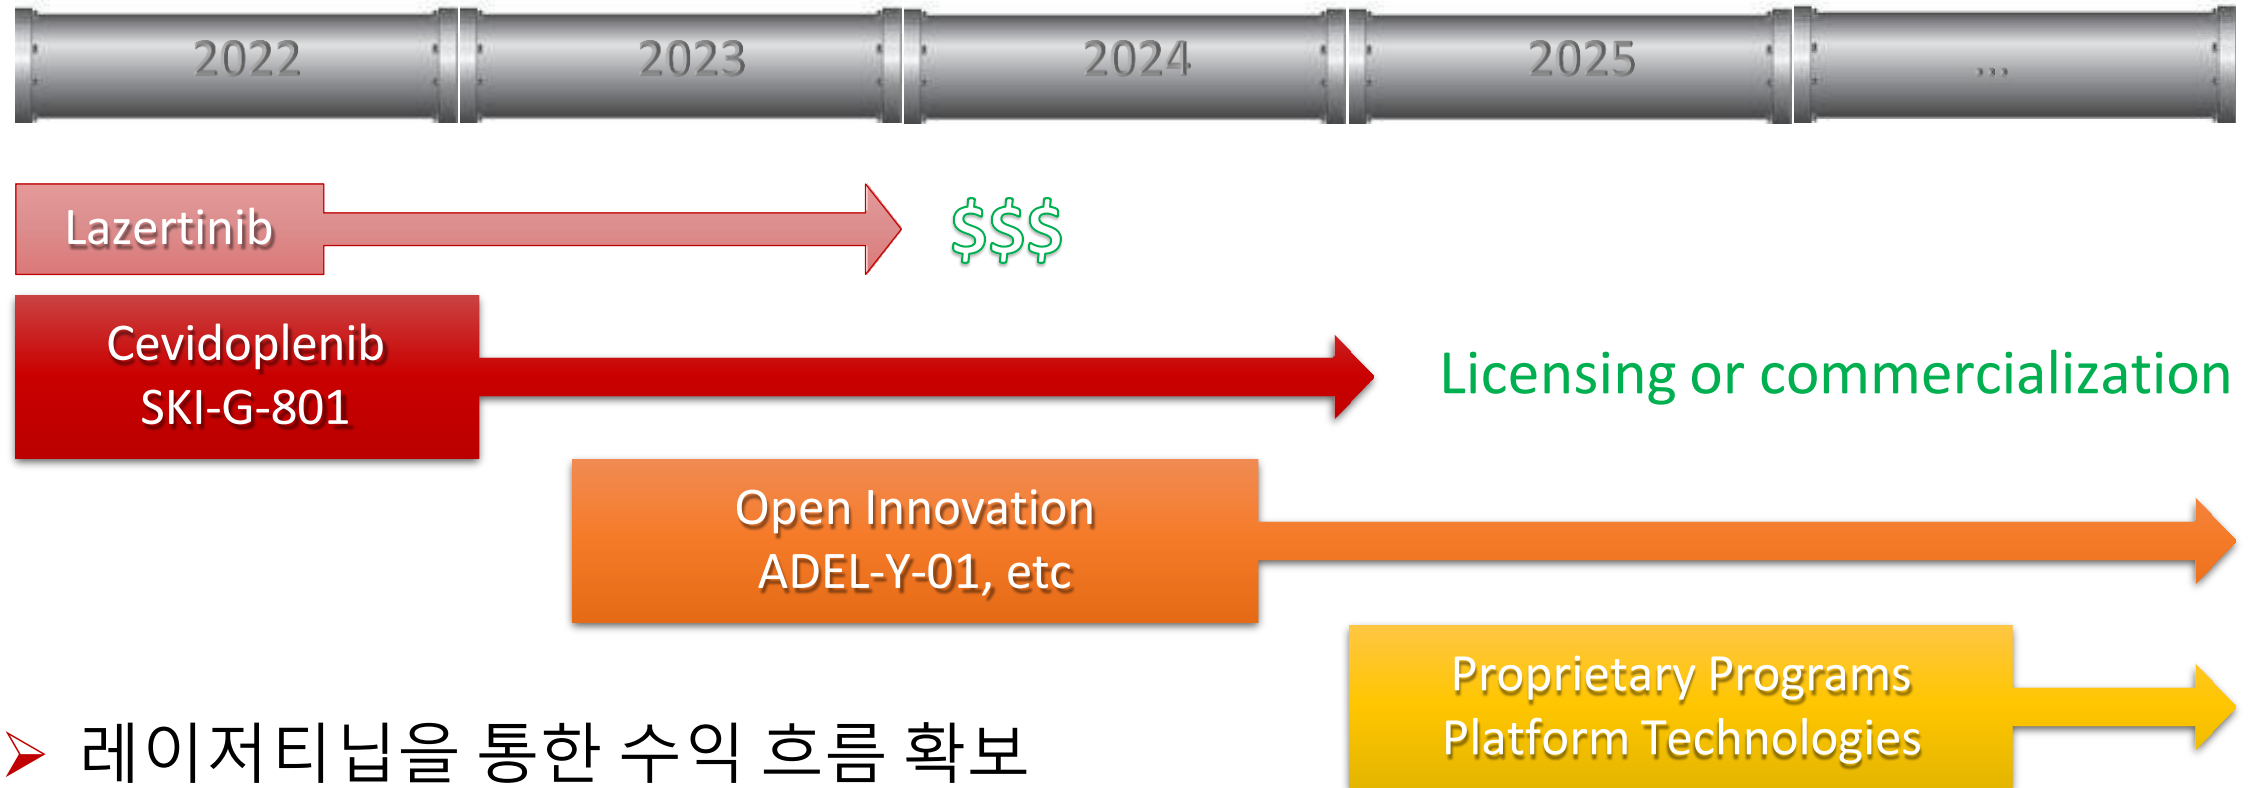 2022 2023 2024 2025 ...
Lazertinib
$$$
Cevidoplenib
SKI-G-801
Licensing or commercialization
Open Innovation
ADEL-Y-01, etc
Proprietary Programs
Platform Technologies
➢ 레이저티닙을 통한 수익 흐름 확보